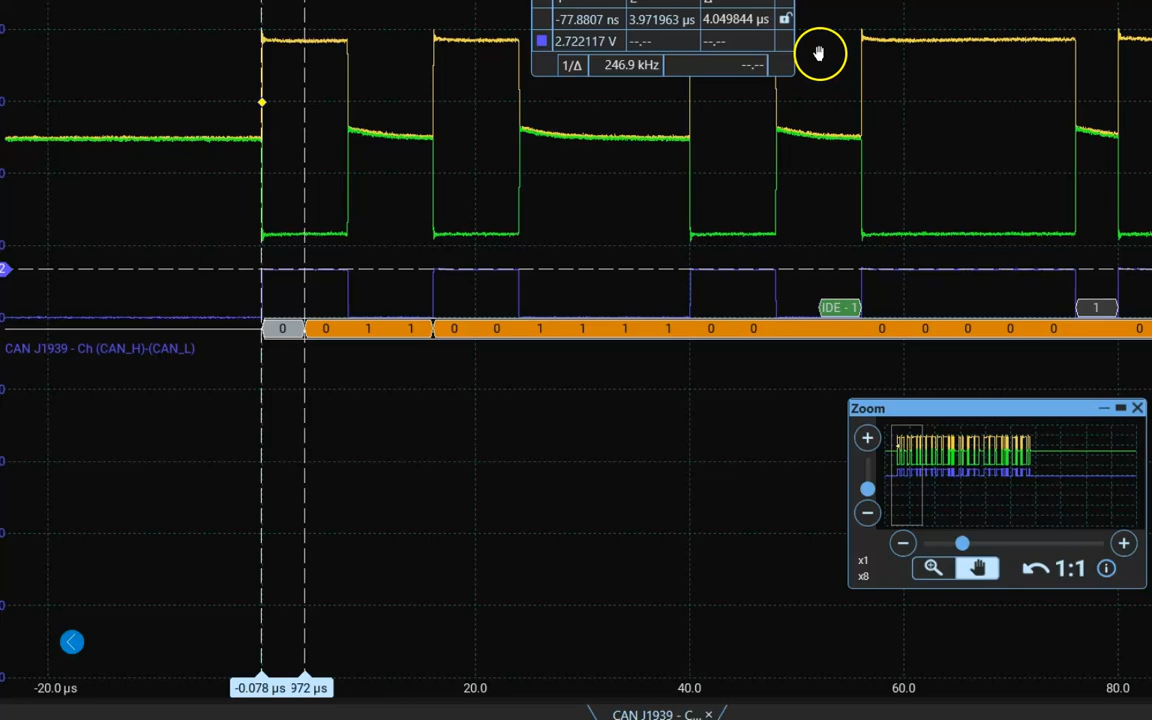 -77.8807 ns 3.971963 µs 4.049844 µs
2.722117 V --.-- --.--
1/Δ 246.9 kHz --.--
2
IDE - 1
1
0 0 1 1 0 0 1 1 1 1 0 0 0 0 0 0 0 0
CAN J1939 - Ch (CAN_H)-(CAN_L)
Zoom
x1
x8
1:1
-0.078 µs 972 µs
-20.0 µs 20.0 40.0 60.0 80.0
CAN J1939 - C... ×